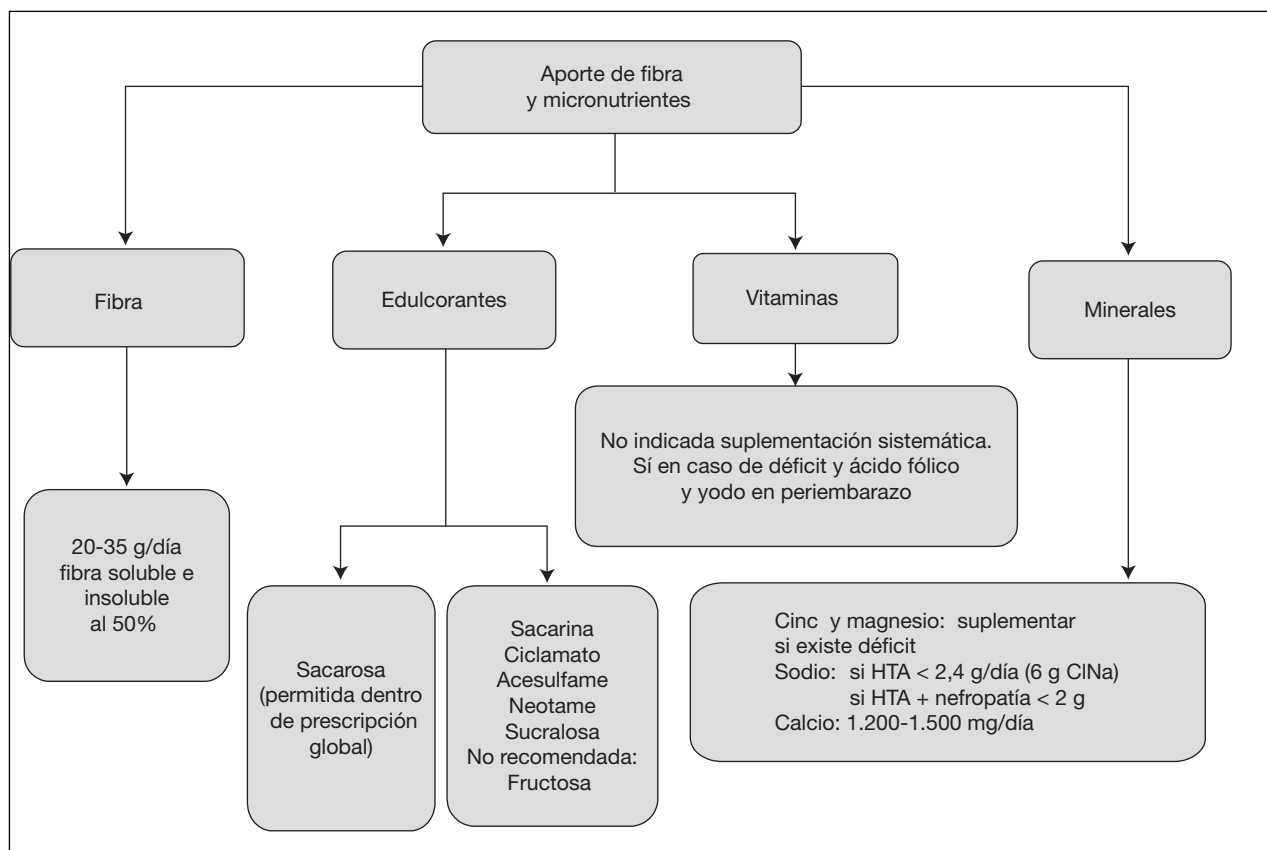 Aporte de fibra
y micronutrientes
Fibra
Edulcorantes
Vitaminas
Minerales
20-35 g/día
fibra soluble e
insoluble
al 50%
Sacarosa
(permitida dentro
de prescripción
global)
Sacarina
Ciclamato
Acesulfame
Neotame
Sucralosa
No recomendada:
Fructosa
No indicada suplementación sistemática.
Sí en caso de déficit y ácido fólico
y yodo en periembarazo
Cinc y magnesio: suplementar
si existe déficit
Sodio: si HTA < 2,4 g/día (6 g ClNa)
si HTA + nefropatía < 2 g
Calcio: 1.200-1.500 mg/día